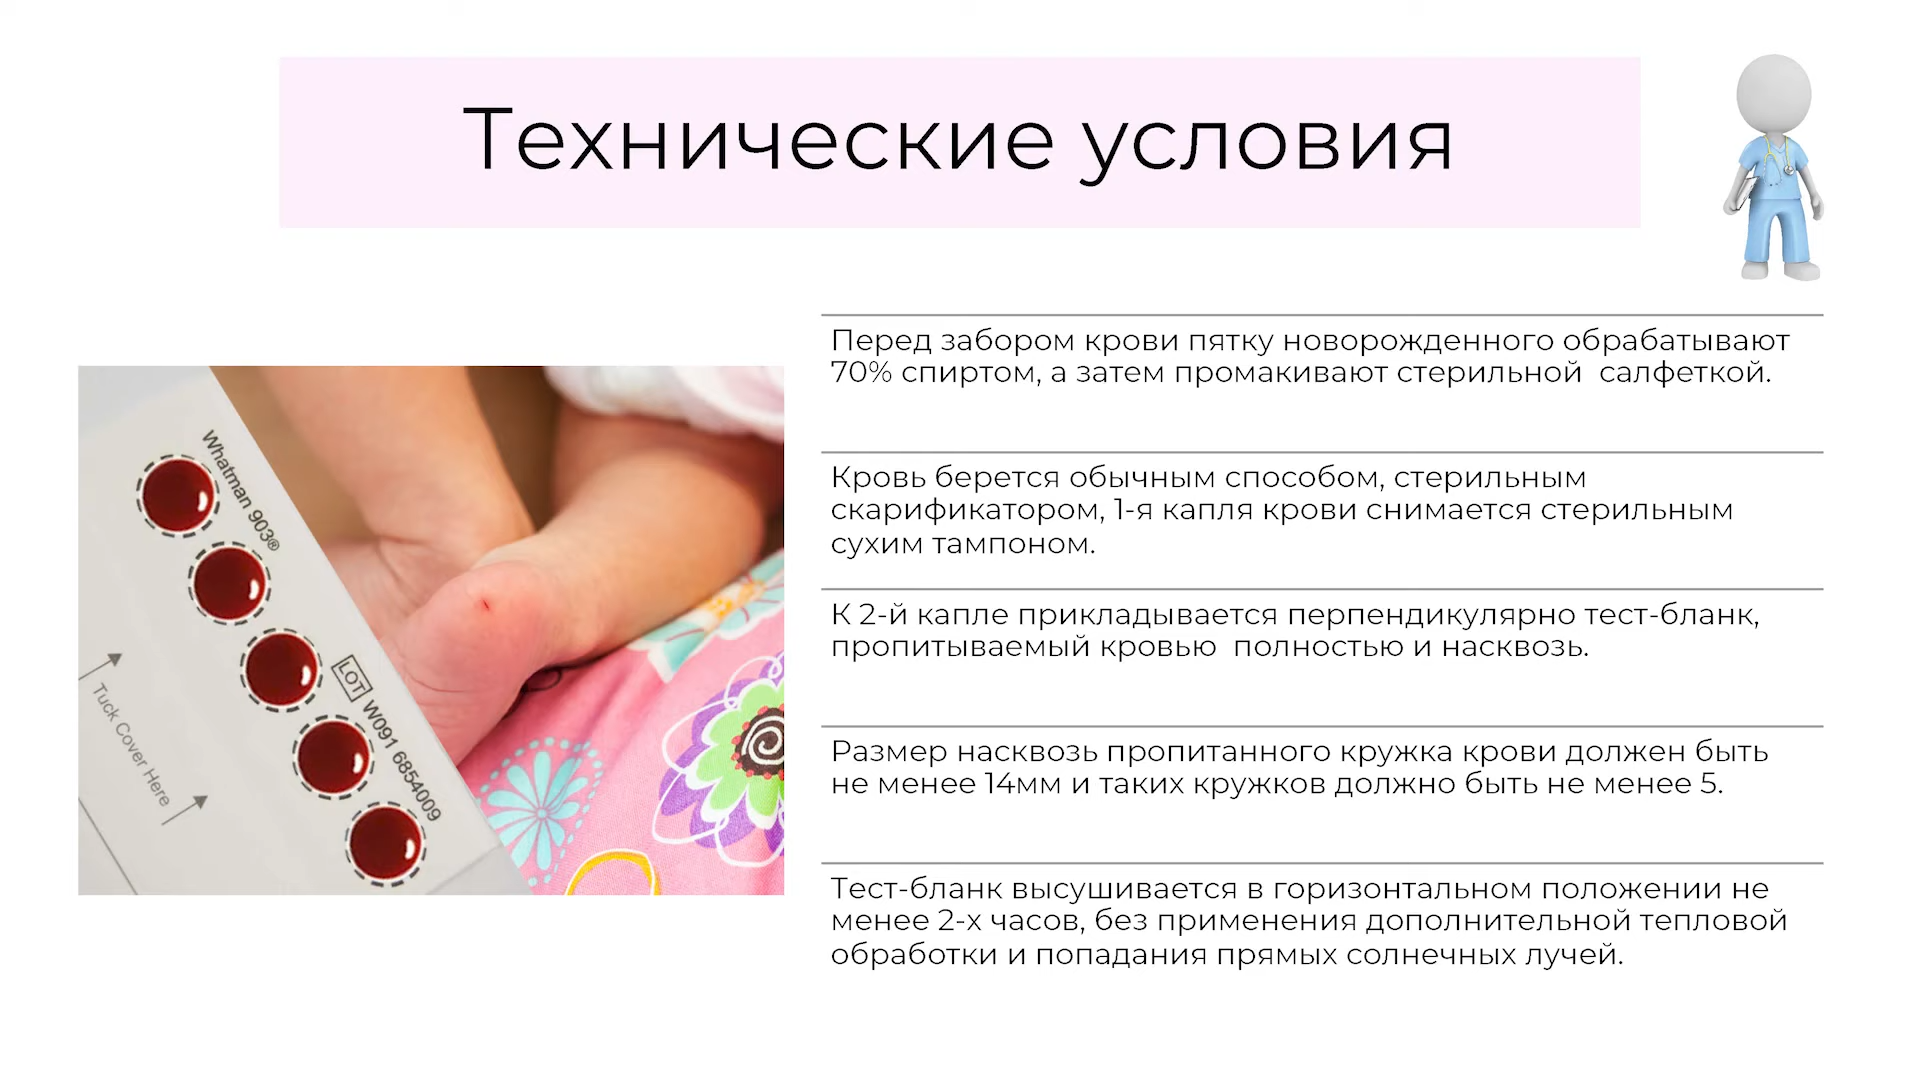 Технические условия
Whatman 903®
LOT W091 6854009
Tuck Cover Here
Перед забором крови пятку новорожденного обрабатывают
70% спиртом, а затем промакивают стерильной  салфеткой.
Кровь берется обычным способом, стерильным
скарификатором, 1-я капля крови снимается стерильным
сухим тампоном.
К 2-й капле прикладывается перпендикулярно тест-бланк,
пропитываемый кровью  полностью и насквозь.
Размер насквозь пропитанного кружка крови должен быть
не менее 14мм и таких кружков должно быть не менее 5.
Тест-бланк высушивается в горизонтальном положении не
менее 2-х часов, без применения дополнительной тепловой
обработки и попадания прямых солнечных лучей.